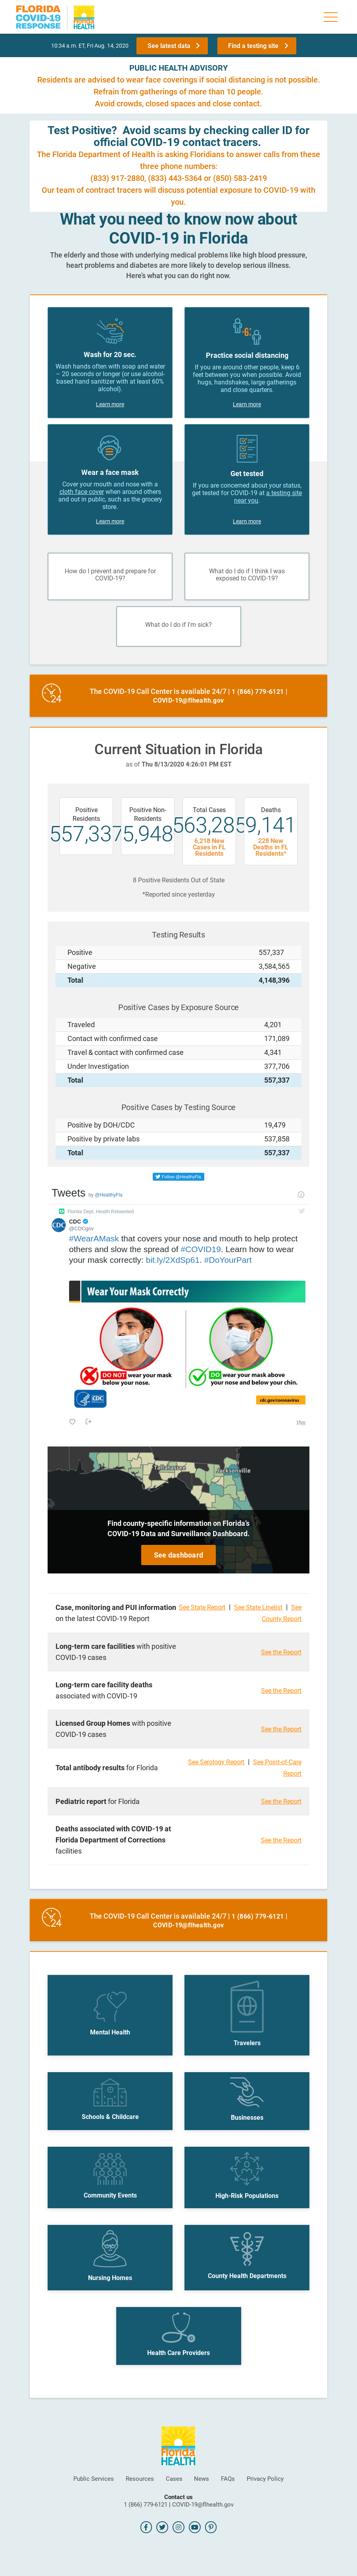 FLORIDA
COVID-19
RESPONSE
Florida
HEALTH
10:34 a.m. ET, Fri Aug. 14, 2020
See latest data
Find a testing site
PUBLIC HEALTH ADVISORY
Residents are advised to wear face coverings if social distancing is not possible.
Refrain from gatherings of more than 10 people.
Avoid crowds, closed spaces and close contact.
Test Positive? Avoid scams by checking caller ID for
official COVID-19 contact tracers.
The Florida Department of Health is asking Floridians to answer calls from these
three phone numbers:
(833) 917-2880, (833) 443-5364 or (850) 583-2419
Our team of contract tracers will discuss potential exposure to COVID-19 with
you.
What you need to know now about
COVID-19 in Florida
The elderly and those with underlying medical problems like high blood pressure,
heart problems and diabetes are more likely to develop serious illness.
Here's what you can do right now.
Wash for 20 sec.
Wash hands often with soap and water
– 20 seconds or longer (or use alcohol-
based hand sanitizer with at least 60%
alcohol).
Learn more
6'
Practice social distancing
If you are around other people, keep 6
feet between you when possible. Avoid
hugs, handshakes, large gatherings
and close quarters.
Learn more
Wear a face mask
Cover your mouth and nose with a
cloth face cover when around others
and out in public, such as the grocery
store.
Learn more
Get tested
If you are concerned about your status,
get tested for COVID-19 at a testing site
near you.
Learn more
How do I prevent and prepare for
COVID-19?
What do I do if I think I was
exposed to COVID-19?
What do I do if I'm sick?
24
The COVID-19 Call Center is available 24/7 | 1 (866) 779-6121 |
COVID-19@flhealth.gov
Current Situation in Florida
as of Thu 8/13/2020 4:26:01 PM EST
Positive
Residents
557,337
Positive Non-
Residents
5,948
Total Cases
563,285
6,218 New
Cases in FL
Residents
Deaths
9,141
228 New
Deaths in FL
Residents*
8 Positive Residents Out of State
*Reported since yesterday
Testing Results
Positive 557,337
Negative 3,584,565
Total 4,148,396
Positive Cases by Exposure Source
Traveled 4,201
Contact with confirmed case 171,089
Travel & contact with confirmed case 4,341
Under Investigation 377,706
Total 557,337
Positive Cases by Testing Source
Positive by DOH/CDC 19,479
Positive by private labs 537,858
Total 557,337
Follow @HealthyFla
Tweets by @HealthyFla
Florida Dept. Health Retweeted
CDC
CDC
@CDCgov
#WearAMask that covers your nose and mouth to help protect
others and slow the spread of #COVID19. Learn how to wear
your mask correctly: bit.ly/2XdSp61. #DoYourPart
Wear Your Mask Correctly
DO NOT wear your mask
below your nose.
DO wear your mask above
your nose and below your chin.
CDC
cdc.gov/coronavirus
Tallahassee
Jacksonville
Find county-specific information on Florida's
COVID-19 Data and Surveillance Dashboard.
See dashboard
Case, monitoring and PUI information
on the latest COVID-19 Report
See State Report | See State Linelist | See
County Report
Long-term care facilities with positive
COVID-19 cases
See the Report
Long-term care facility deaths
associated with COVID-19
See the Report
Licensed Group Homes with positive
COVID-19 cases
See the Report
Total antibody results for Florida
See Serology Report | See Point-of-Care
Report
Pediatric report for Florida
See the Report
Deaths associated with COVID-19 at
Florida Department of Corrections
facilities
See the Report
24
The COVID-19 Call Center is available 24/7 | 1 (866) 779-6121 |
COVID-19@flhealth.gov
Mental Health
Travelers
Schools & Childcare
Businesses
Community Events
High-Risk Populations
Nursing Homes
County Health Departments
Health Care Providers
Florida
HEALTH
Public Services
Resources
Cases
News
FAQs
Privacy Policy
Contact us
1 (866) 779-6121 | COVID-19@flhealth.gov